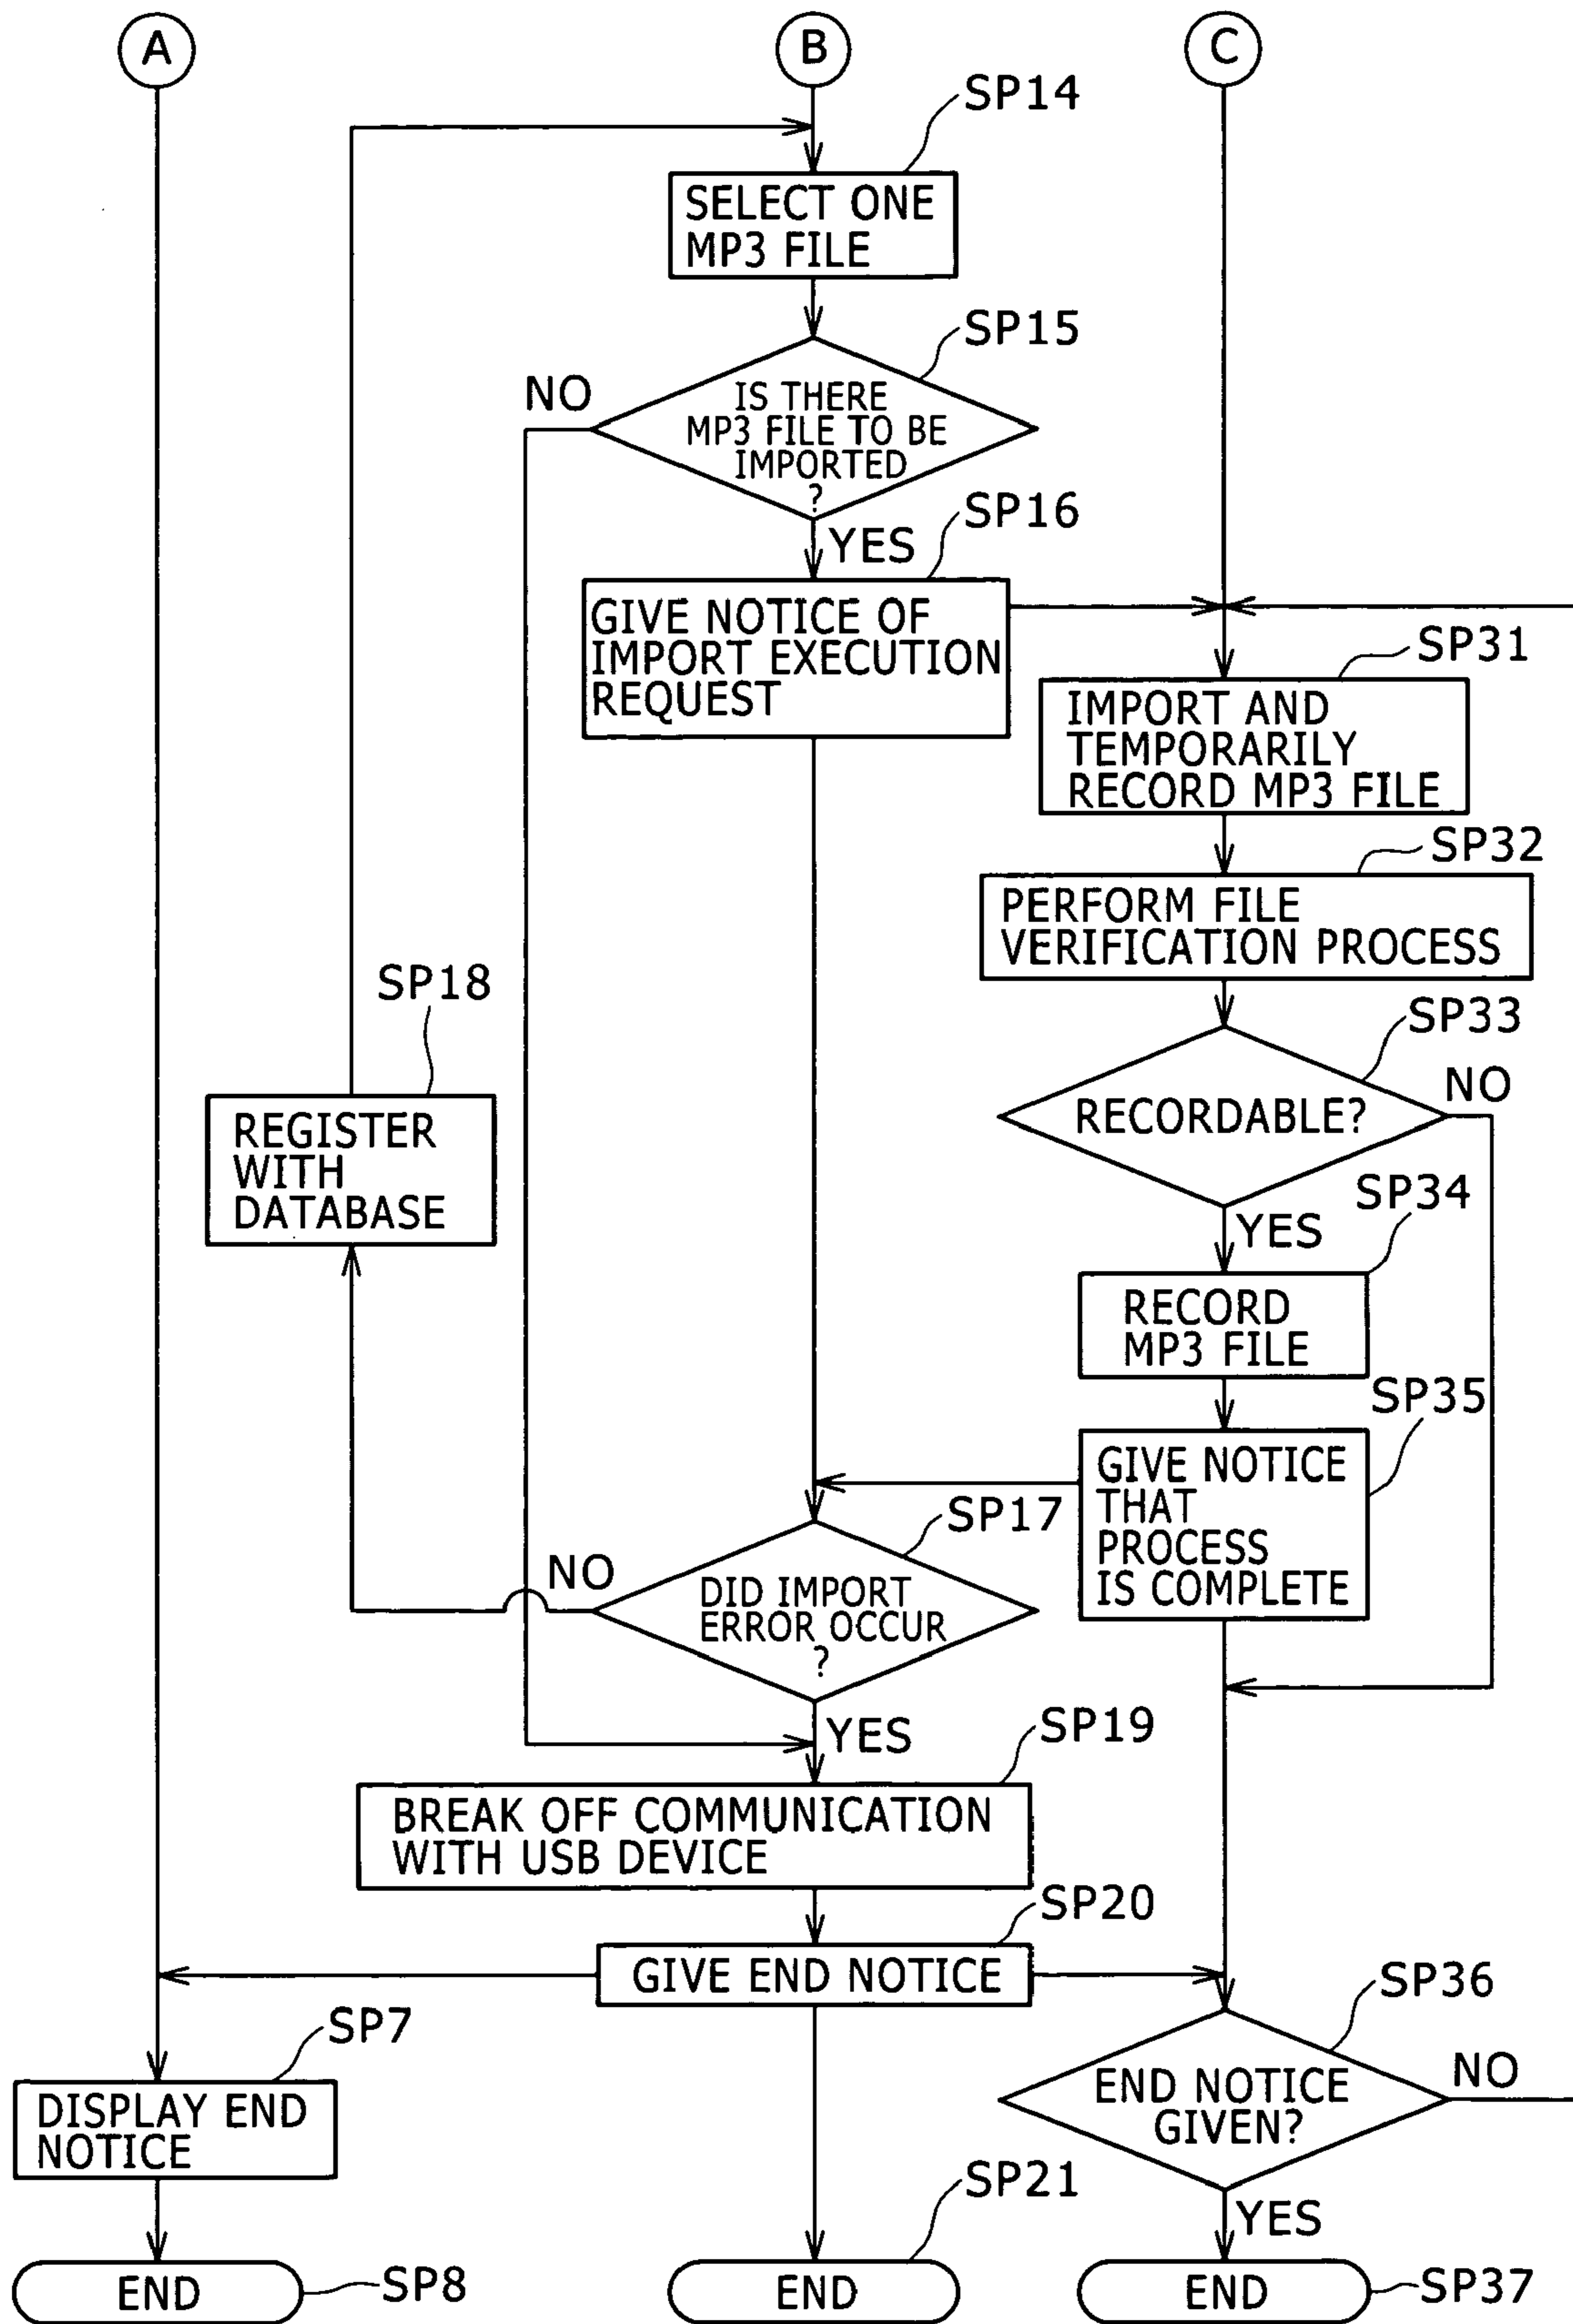 A
B
C
SP14
SELECT ONE
MP3 FILE
SP15
NO
IS THERE
MP3 FILE TO BE
IMPORTED
?
YES
SP16
GIVE NOTICE OF
IMPORT EXECUTION
REQUEST
SP31
IMPORT AND
TEMPORARILY
RECORD MP3 FILE
SP32
PERFORM FILE
VERIFICATION PROCESS
SP18
REGISTER
WITH
DATABASE
SP33
RECORDABLE?
NO
YES
SP34
RECORD
MP3 FILE
SP35
GIVE NOTICE
THAT
PROCESS
IS COMPLETE
SP17
NO
DID IMPORT
ERROR OCCUR
?
YES
SP19
BREAK OFF COMMUNICATION
WITH USB DEVICE
SP20
GIVE END NOTICE
SP36
END NOTICE
GIVEN?
NO
YES
SP7
DISPLAY END
NOTICE
END
SP8
SP21
END
END
SP37